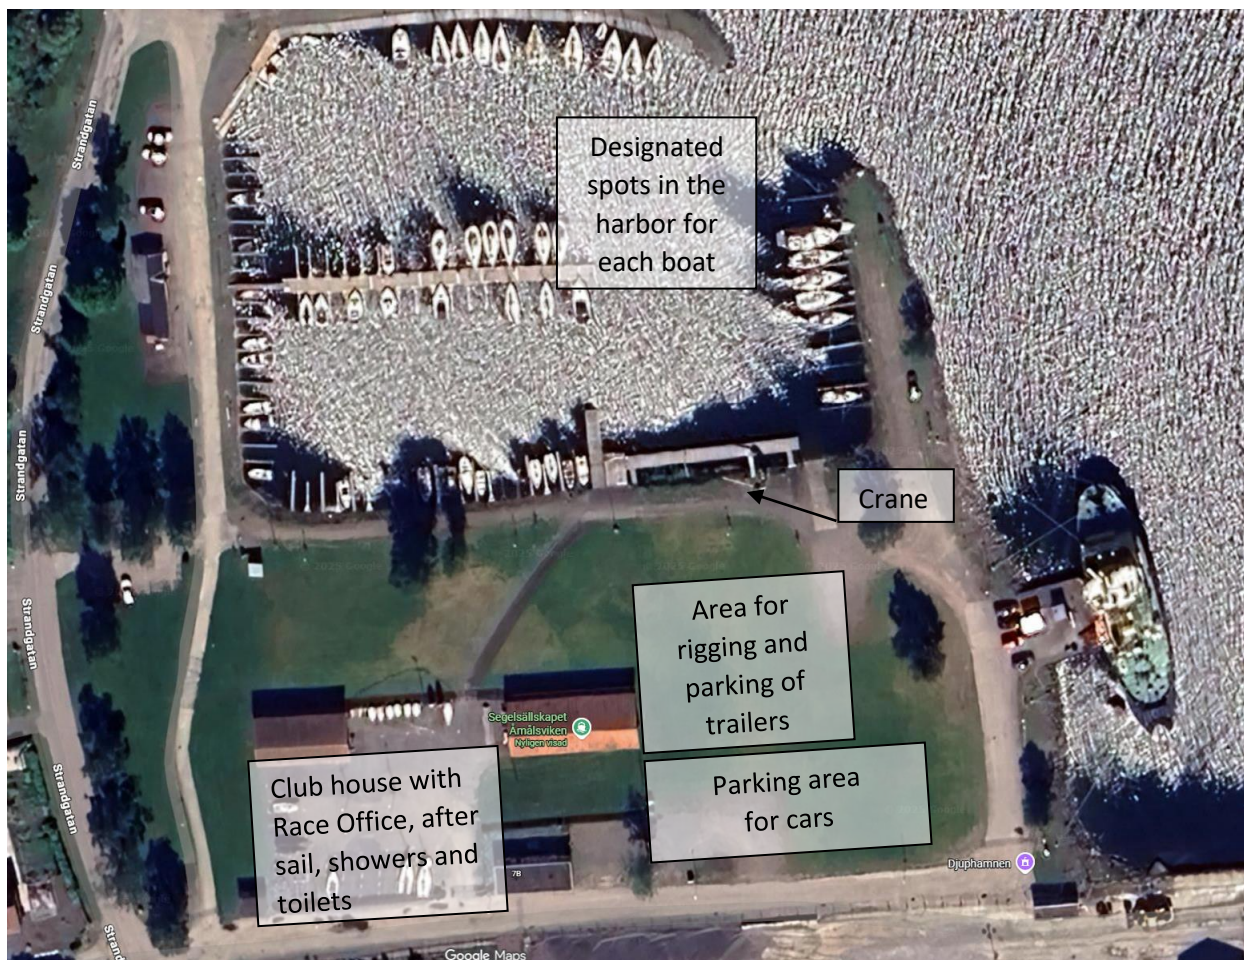 Strandgatan
Designated
spots in the
harbor for
each boat
Strandgatan
Strandgatan
Crane
Strandgatan
Area for
rigging and
parking of
trailers
Segelsällskapet
Åmålsviken
Nyligen visad
Strandgatan
Club house with
Race Office, after
sail, showers and
toilets
Parking area
for cars
7B
Djuphamnen
Strand
Google Maps